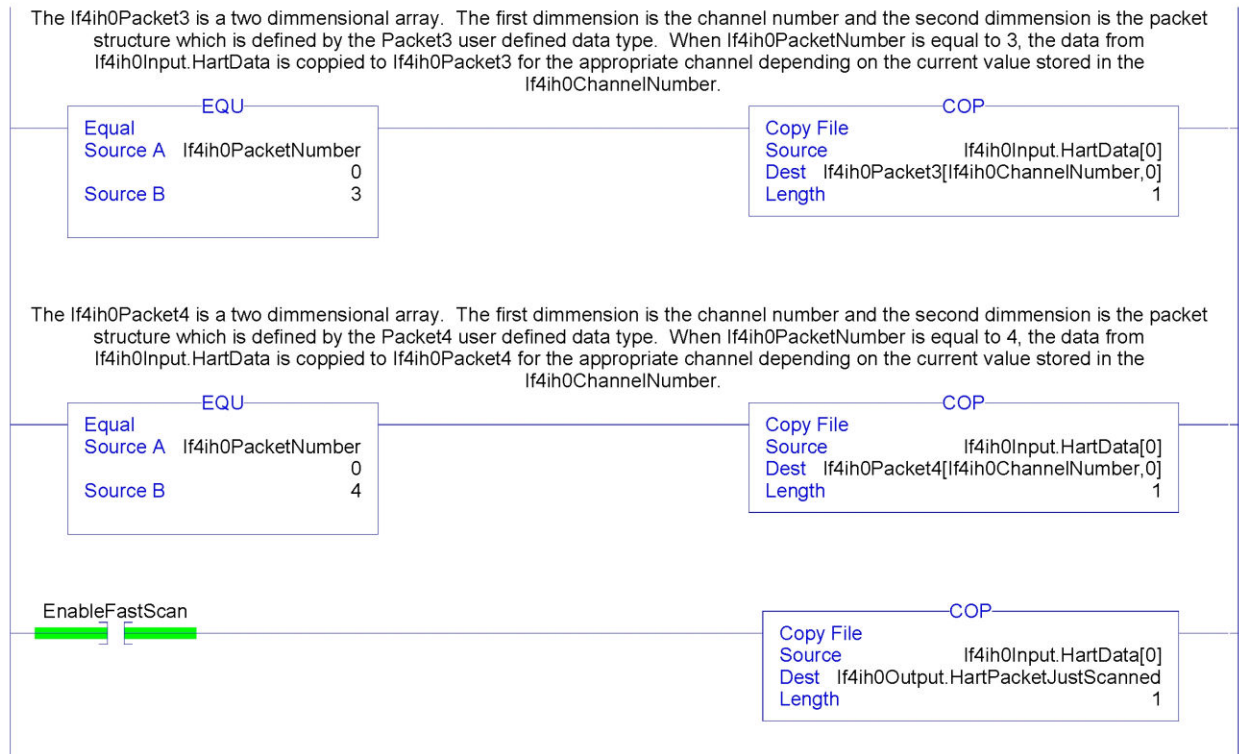 The If4ih0Packet3 is a two dimmensional array.  The first dimmension is the channel number and the second dimmension is the packet
structure which is defined by the Packet3 user defined data type.  When If4ih0PacketNumber is equal to 3, the data from
If4ih0Input.HartData is coppied to If4ih0Packet3 for the appropriate channel depending on the current value stored in the
If4ih0ChannelNumber.
EQU
Equal
Source A If4ih0PacketNumber
0
Source B 3
COP
Copy File
Source If4ih0Input.HartData[0]
Dest If4ih0Packet3[If4ih0ChannelNumber,0]
Length 1
The If4ih0Packet4 is a two dimmensional array.  The first dimmension is the channel number and the second dimmension is the packet
structure which is defined by the Packet4 user defined data type.  When If4ih0PacketNumber is equal to 4, the data from
If4ih0Input.HartData is coppied to If4ih0Packet4 for the appropriate channel depending on the current value stored in the
If4ih0ChannelNumber.
EQU
Equal
Source A If4ih0PacketNumber
0
Source B 4
COP
Copy File
Source If4ih0Input.HartData[0]
Dest If4ih0Packet4[If4ih0ChannelNumber,0]
Length 1
EnableFastScan
COP
Copy File
Source If4ih0Input.HartData[0]
Dest If4ih0Output.HartPacketJustScanned
Length 1